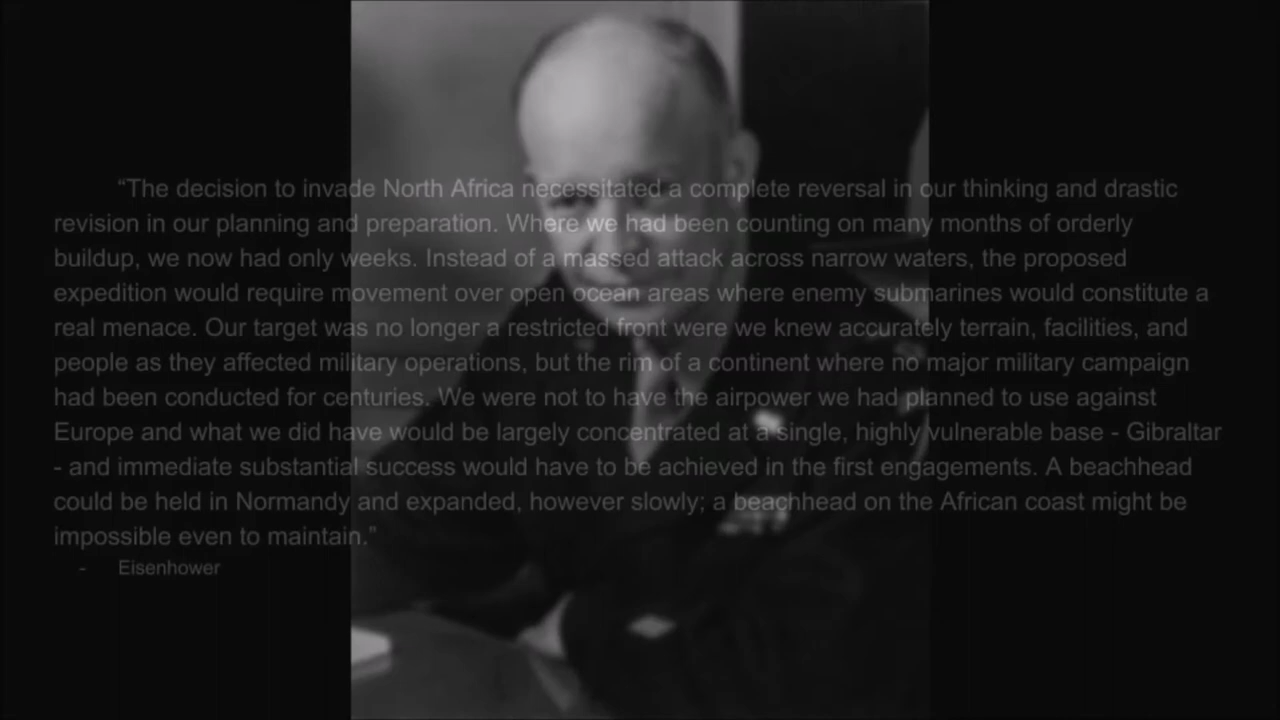 “The decision to invade North Africa necessitated a complete reversal in our thinking and drastic
revision in our planning and preparation. Where we had been counting on many months of orderly
buildup, we now had only weeks. Instead of a massed attack across narrow waters, the proposed
expedition would require movement over open ocean areas where enemy submarines would constitute a
real menace. Our target was no longer a restricted front were we knew accurately terrain, facilities, and
people as they affected military operations, but the rim of a continent where no major military campaign
had been conducted for centuries. We were not to have the airpower we had planned to use against
Europe and what we did have would be largely concentrated at a single, highly vulnerable base - Gibraltar
- and immediate substantial success would have to be achieved in the first engagements. A beachhead
could be held in Normandy and expanded, however slowly; a beachhead on the African coast might be
impossible even to maintain.”
- Eisenhower